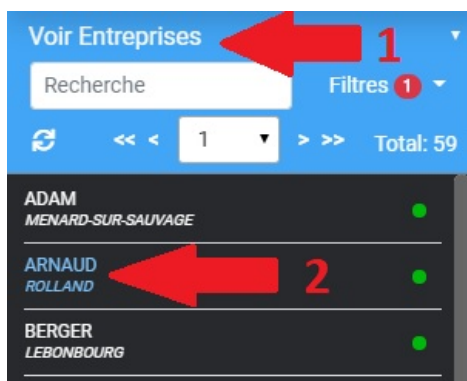 Voir Entreprises 1
Recherche Filtres 1
<< < 1 > >> Total: 59
ADAM
MENARD-SUR-SAUVAGE
ARNAUD
ROLLAND 2
BERGER
LEBONBOURG